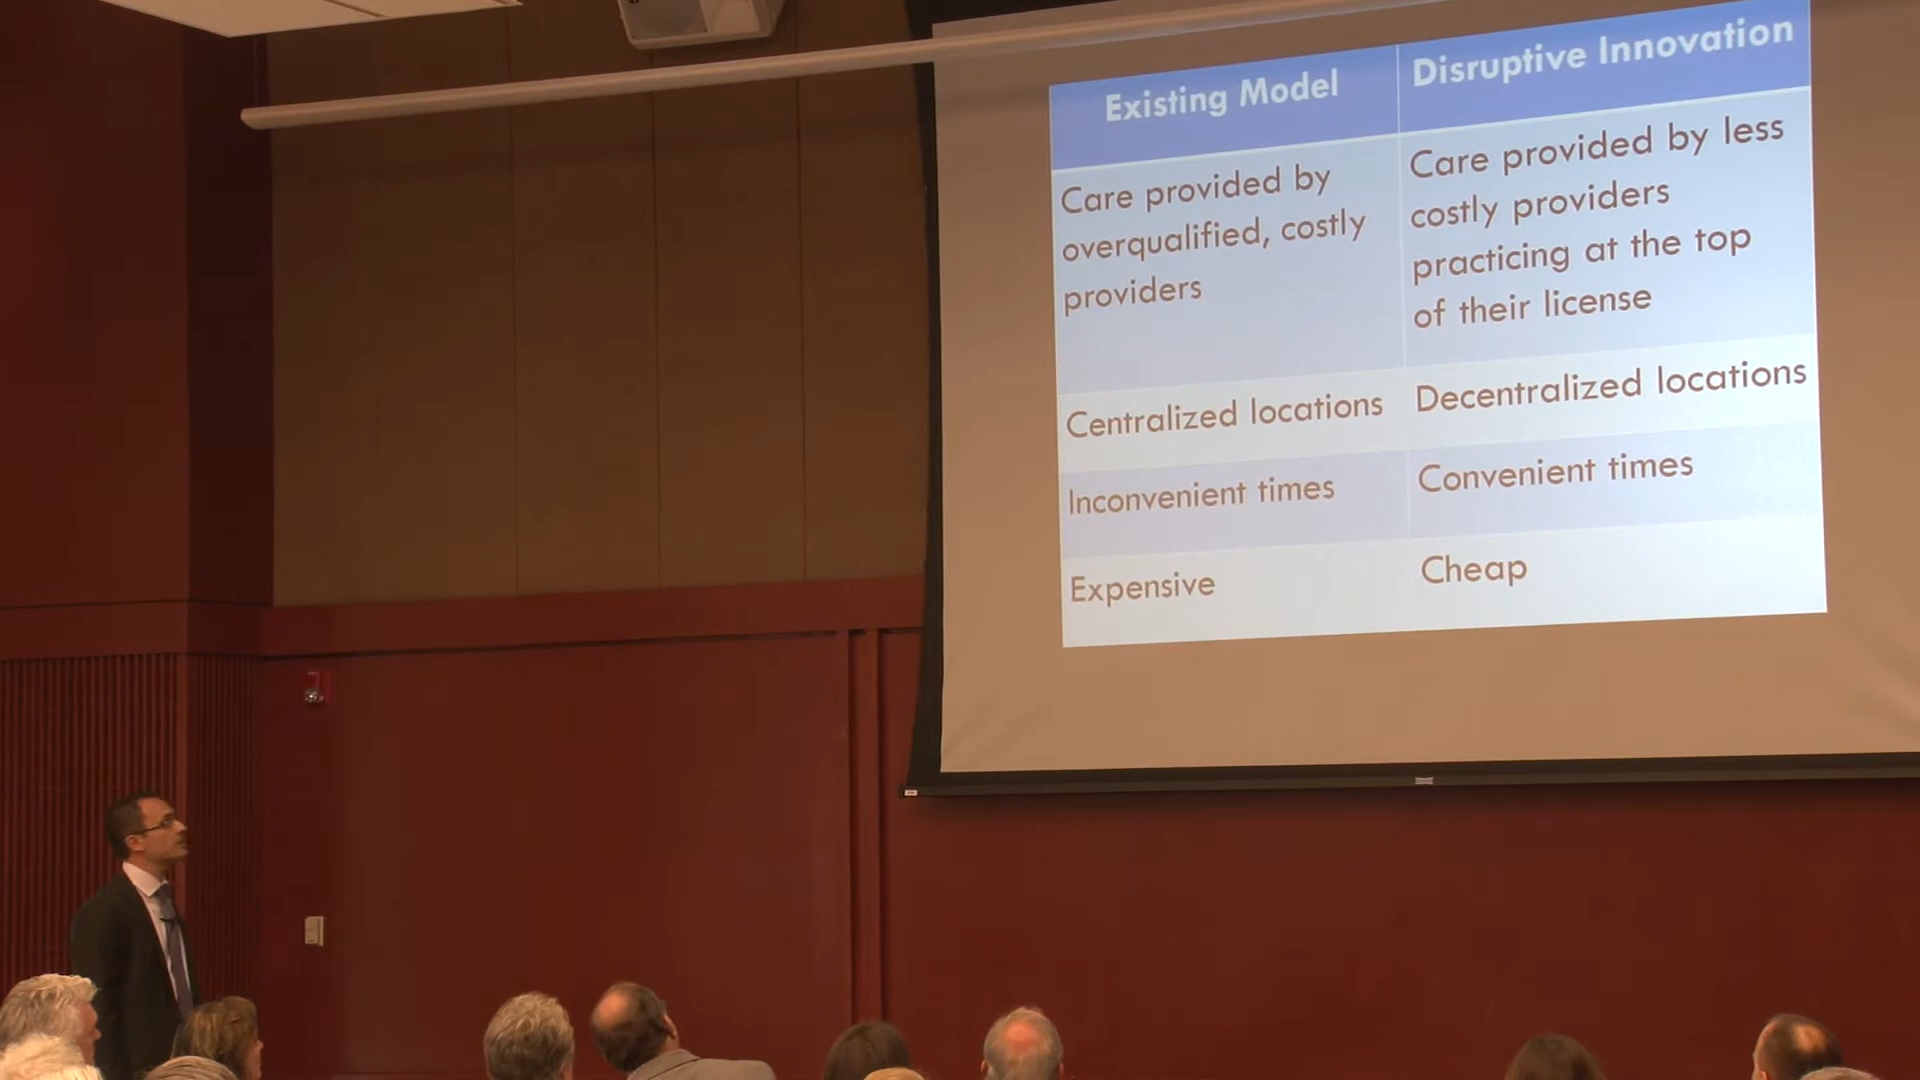 Existing Model
Disruptive Innovation
Care provided by
overqualified, costly
providers
Care provided by less
costly providers
practicing at the top
of their license
Centralized locations
Decentralized locations
Inconvenient times
Convenient times
Expensive
Cheap